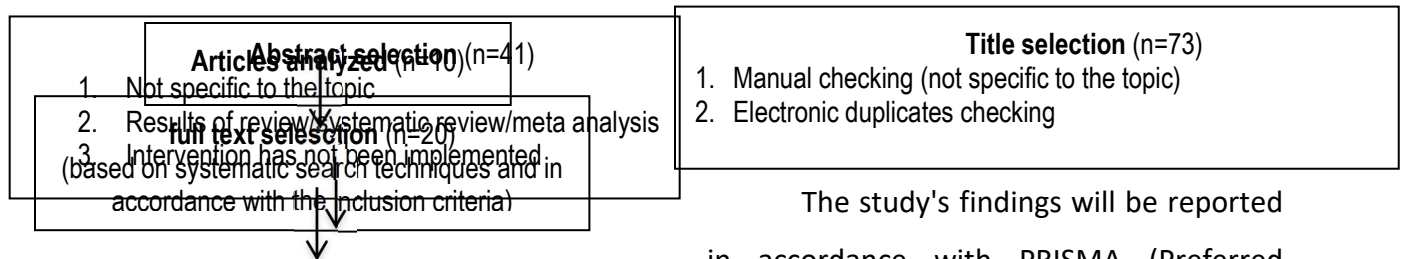 Abstract selection (n=41)
1. Not specific to the topic
2. Results of review/systematic review/meta analysis
3. Intervention has not been implemented
Articles analyzed (n=10)
full text selesction (n=20)
(based on systematic search techniques and in
accordance with the inclusion criteria)
Title selection (n=73)
1. Manual checking (not specific to the topic)
2. Electronic duplicates checking
The study's findings will be reported
in accordance with PRISMA (Preferred